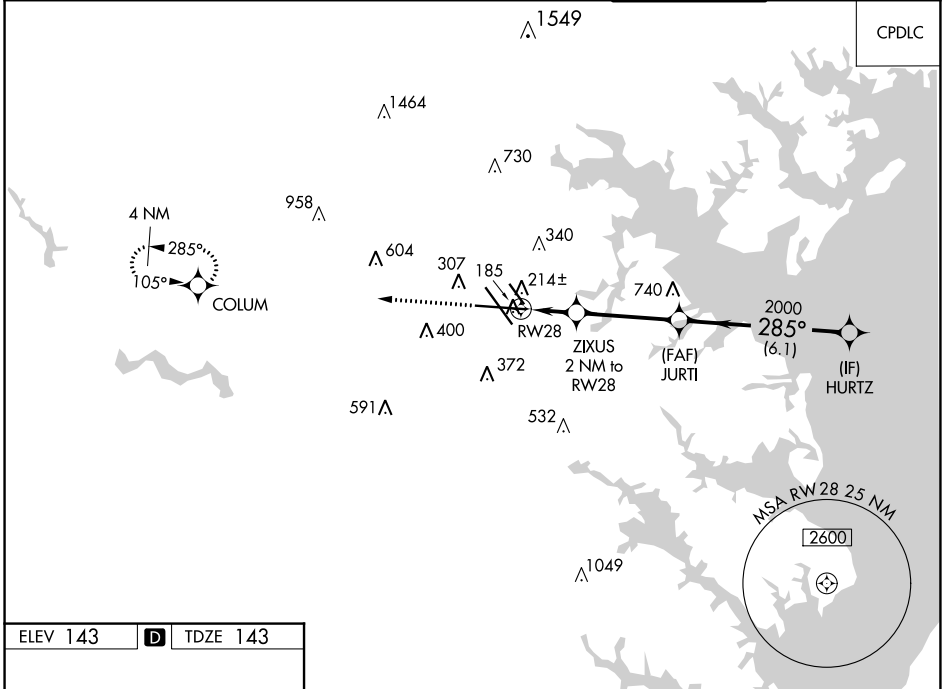 1549
CPDLC
1464
730
958
4 NM
285°
105°
COLUM
604
340
307
185
214±
740
RW28
400
ZIXUS
2 NM to
RW28
(FAF)
JURTI
2000
285°
(6.1)
(IF)
HURTZ
372
591
532
MSA RW28 25 NM
2600
1049
ELEV 143 D TDZE 143